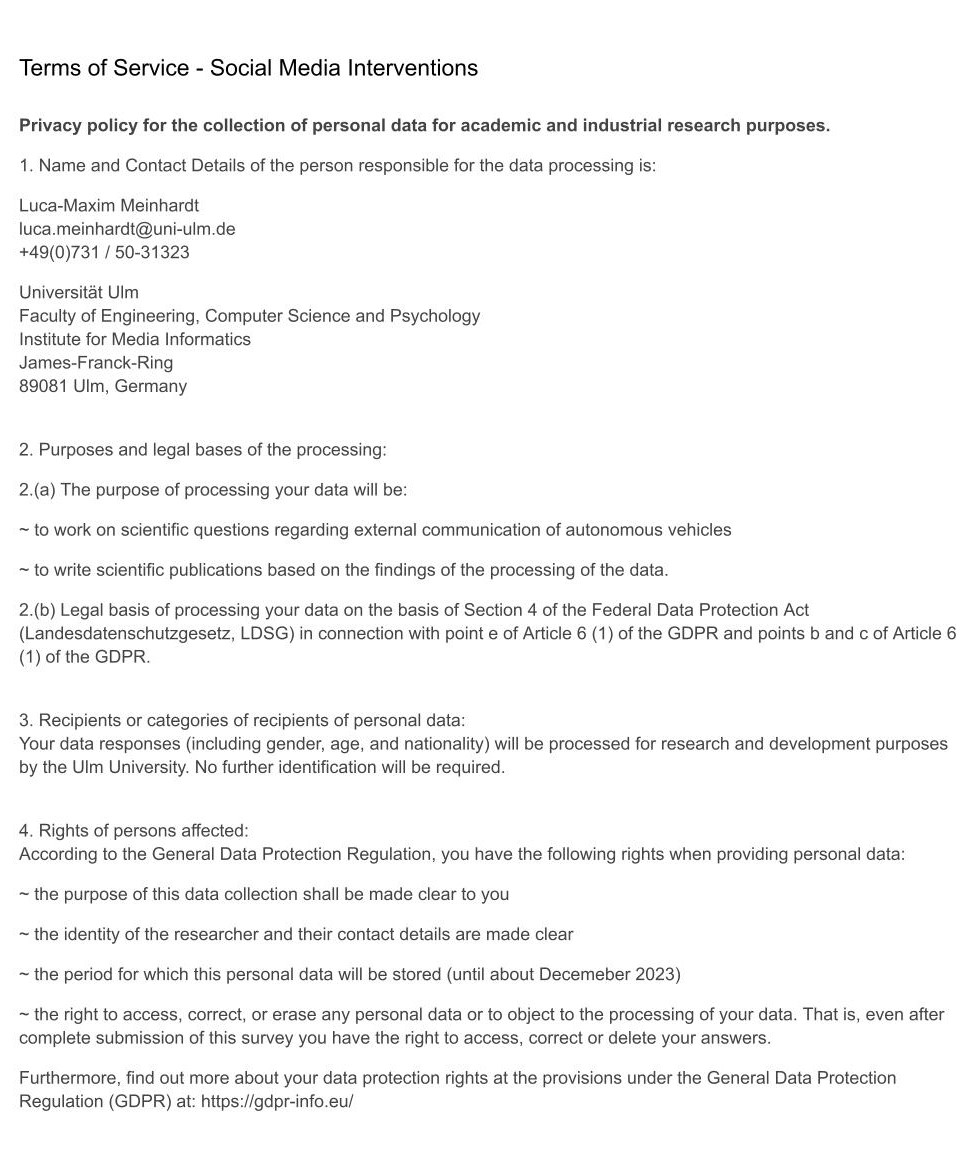 Terms of Service - Social Media Interventions
Privacy policy for the collection of personal data for academic and industrial research purposes.
1. Name and Contact Details of the person responsible for the data processing is:
Luca-Maxim Meinhardt
luca.meinhardt@uni-ulm.de
+49(0)731 / 50-31323
Universität Ulm
Faculty of Engineering, Computer Science and Psychology
Institute for Media Informatics
James-Franck-Ring
89081 Ulm, Germany
2. Purposes and legal bases of the processing:
2.(a) The purpose of processing your data will be:
~ to work on scientific questions regarding external communication of autonomous vehicles
~ to write scientific publications based on the findings of the processing of the data.
2.(b) Legal basis of processing your data on the basis of Section 4 of the Federal Data Protection Act
(Landesdatenschutzgesetz, LDSG) in connection with point e of Article 6 (1) of the GDPR and points b and c of Article 6
(1) of the GDPR.
3. Recipients or categories of recipients of personal data:
Your data responses (including gender, age, and nationality) will be processed for research and development purposes
by the Ulm University. No further identification will be required.
4. Rights of persons affected:
According to the General Data Protection Regulation, you have the following rights when providing personal data:
~ the purpose of this data collection shall be made clear to you
~ the identity of the researcher and their contact details are made clear
~ the period for which this personal data will be stored (until about Decemeber 2023)
~ the right to access, correct, or erase any personal data or to object to the processing of your data. That is, even after
complete submission of this survey you have the right to access, correct or delete your answers.
Furthermore, find out more about your data protection rights at the provisions under the General Data Protection
Regulation (GDPR) at: https://gdpr-info.eu/